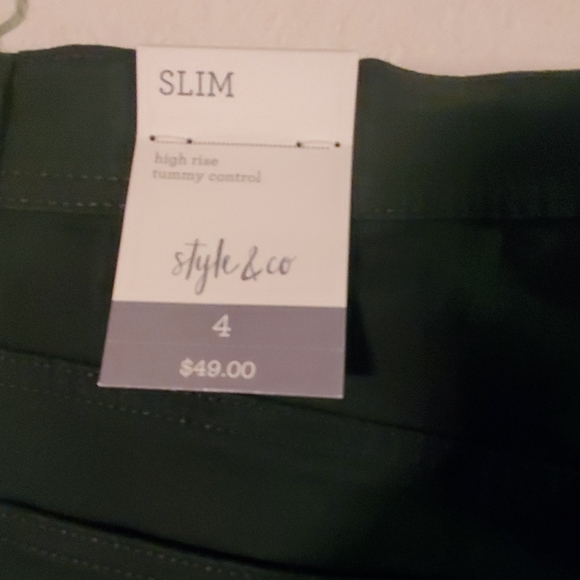 SLIM
high rise
tummy control
style & co
4
$49.00